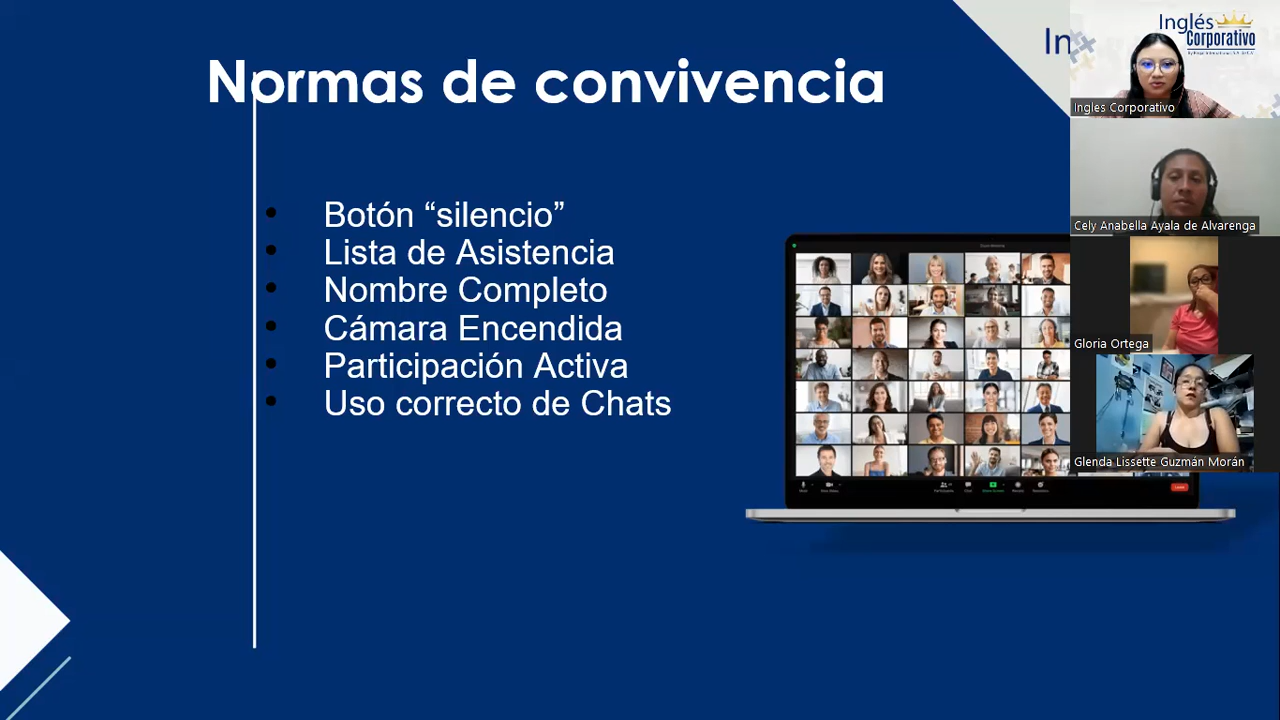 Normas de convivencia
Botón “silencio”
Lista de Asistencia
Nombre Completo
Cámara Encendida
Participación Activa
Uso correcto de Chats
In
Inglés
Corporativo
Ingles Corporativo
Cely Anabella Ayala de Alvarenga
Gloria Ortega
Glenda Lissette Guzmán Morán